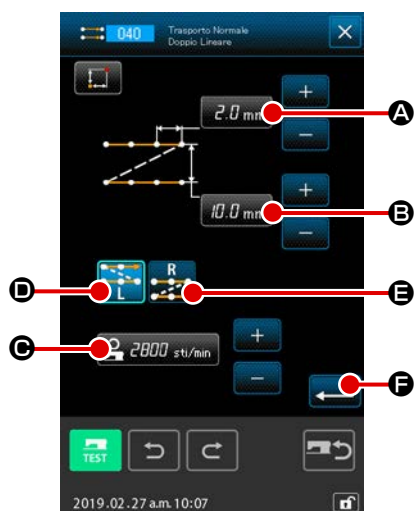 040 Trasporto Normale
Doppio Lineare
2.0 mm
A
10.0 mm
B
L
R
D
E
2800 sti/min
C
F
TEST
2019.02.27 a.m. 10:07